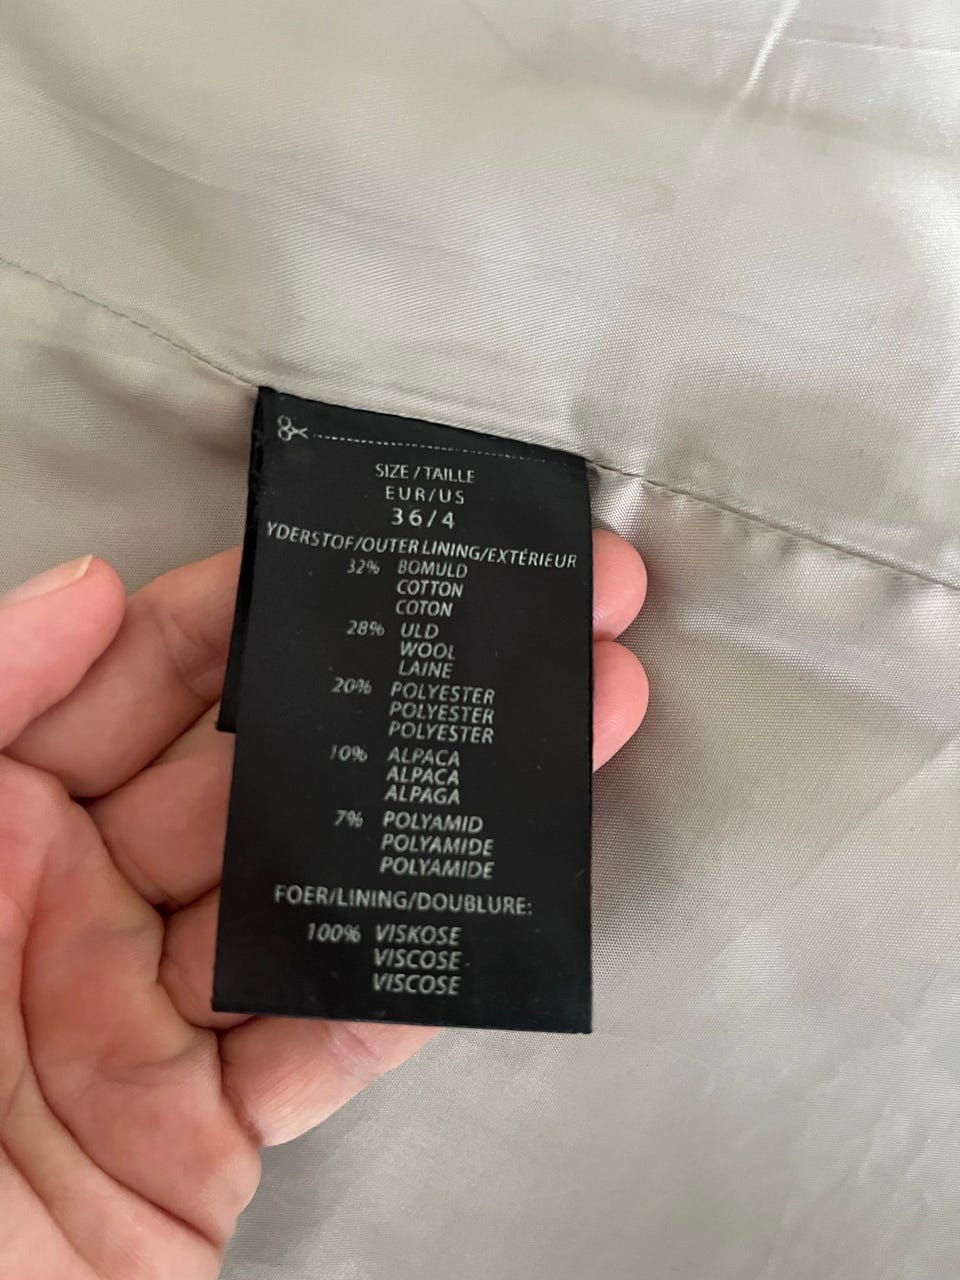 SIZE / TAILLE
EUR/US
36/4
YDERSTOF/OUTER LINING/EXTÉRIEUR
32% BOMULD
COTTON
COTON
28% ULD
WOOL
LAINE
20% POLYESTER
POLYESTER
POLYESTER
10% ALPACA
ALPACA
ALPAGA
7% POLYAMID
POLYAMIDE
POLYAMIDE
FOER/LINING/DOUBLURE:
100% VISKOSE
VISCOSE
VISCOSE